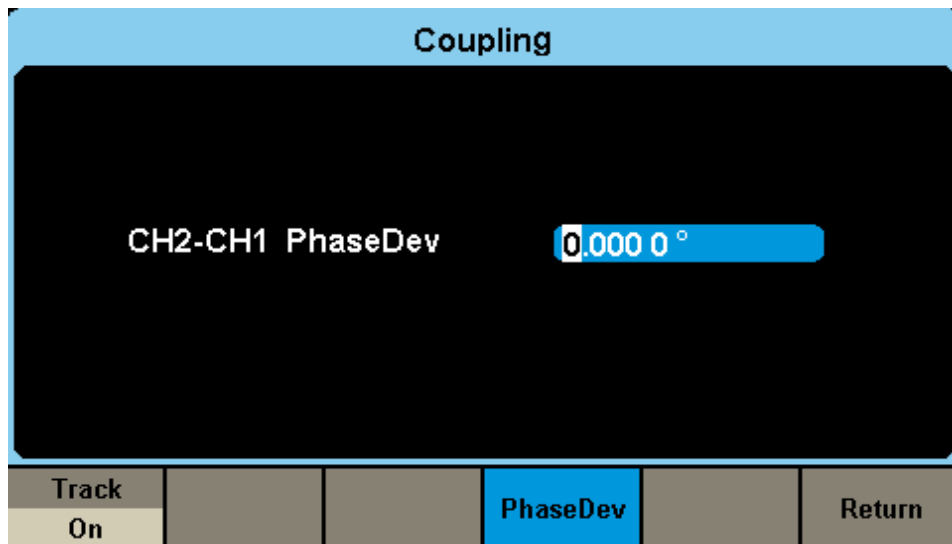 Coupling
CH2-CH1 PhaseDev 0.000 0 °
Track
On
PhaseDev
Return